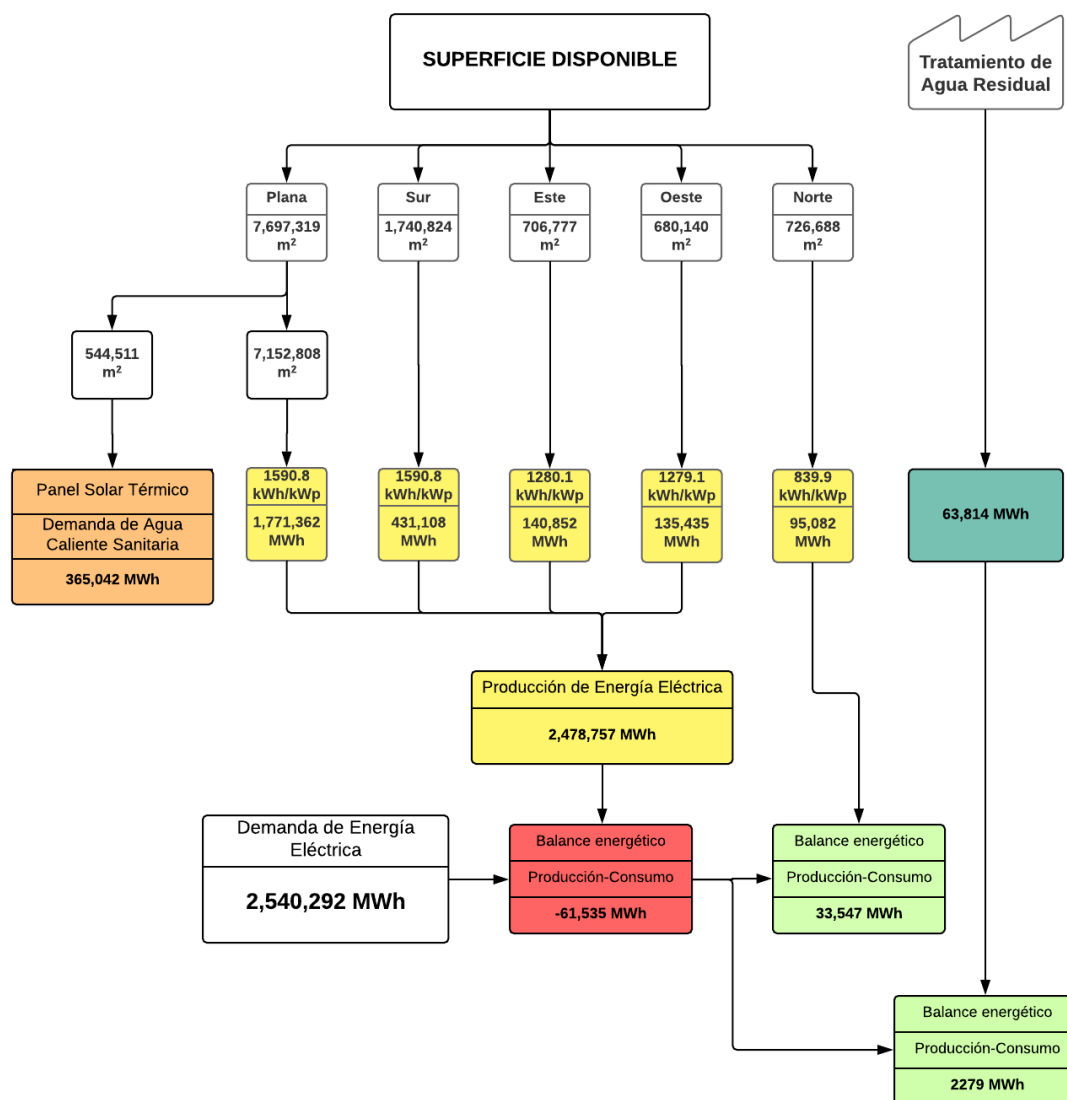 SUPERFICIE DISPONIBLE
Tratamiento de
Agua Residual
Plana
7,697,319
m²
Sur
1,740,824
m²
Este
706,777
m²
Oeste
680,140
m²
Norte
726,688
m²
544,511
m²
7,152,808
m²
Panel Solar Térmico
Demanda de Agua
Caliente Sanitaria
365,042 MWh
1590.8
kWh/kWp
1,771,362
MWh
1590.8
kWh/kWp
431,108
MWh
1280.1
kWh/kWp
140,852
MWh
1279.1
kWh/kWp
135,435
MWh
839.9
kWh/kWp
95,082
MWh
63,814 MWh
Producción de Energía Eléctrica
2,478,757 MWh
Demanda de Energía
Eléctrica
2,540,292 MWh
Balance energético
Producción-Consumo
-61,535 MWh
Balance energético
Producción-Consumo
33,547 MWh
Balance energético
Producción-Consumo
2279 MWh